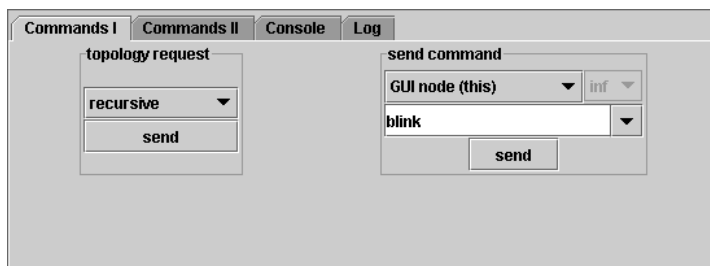 Commands I Commands II Console Log
topology request
recursive
send
send command
GUI node (this) inf
blink
send